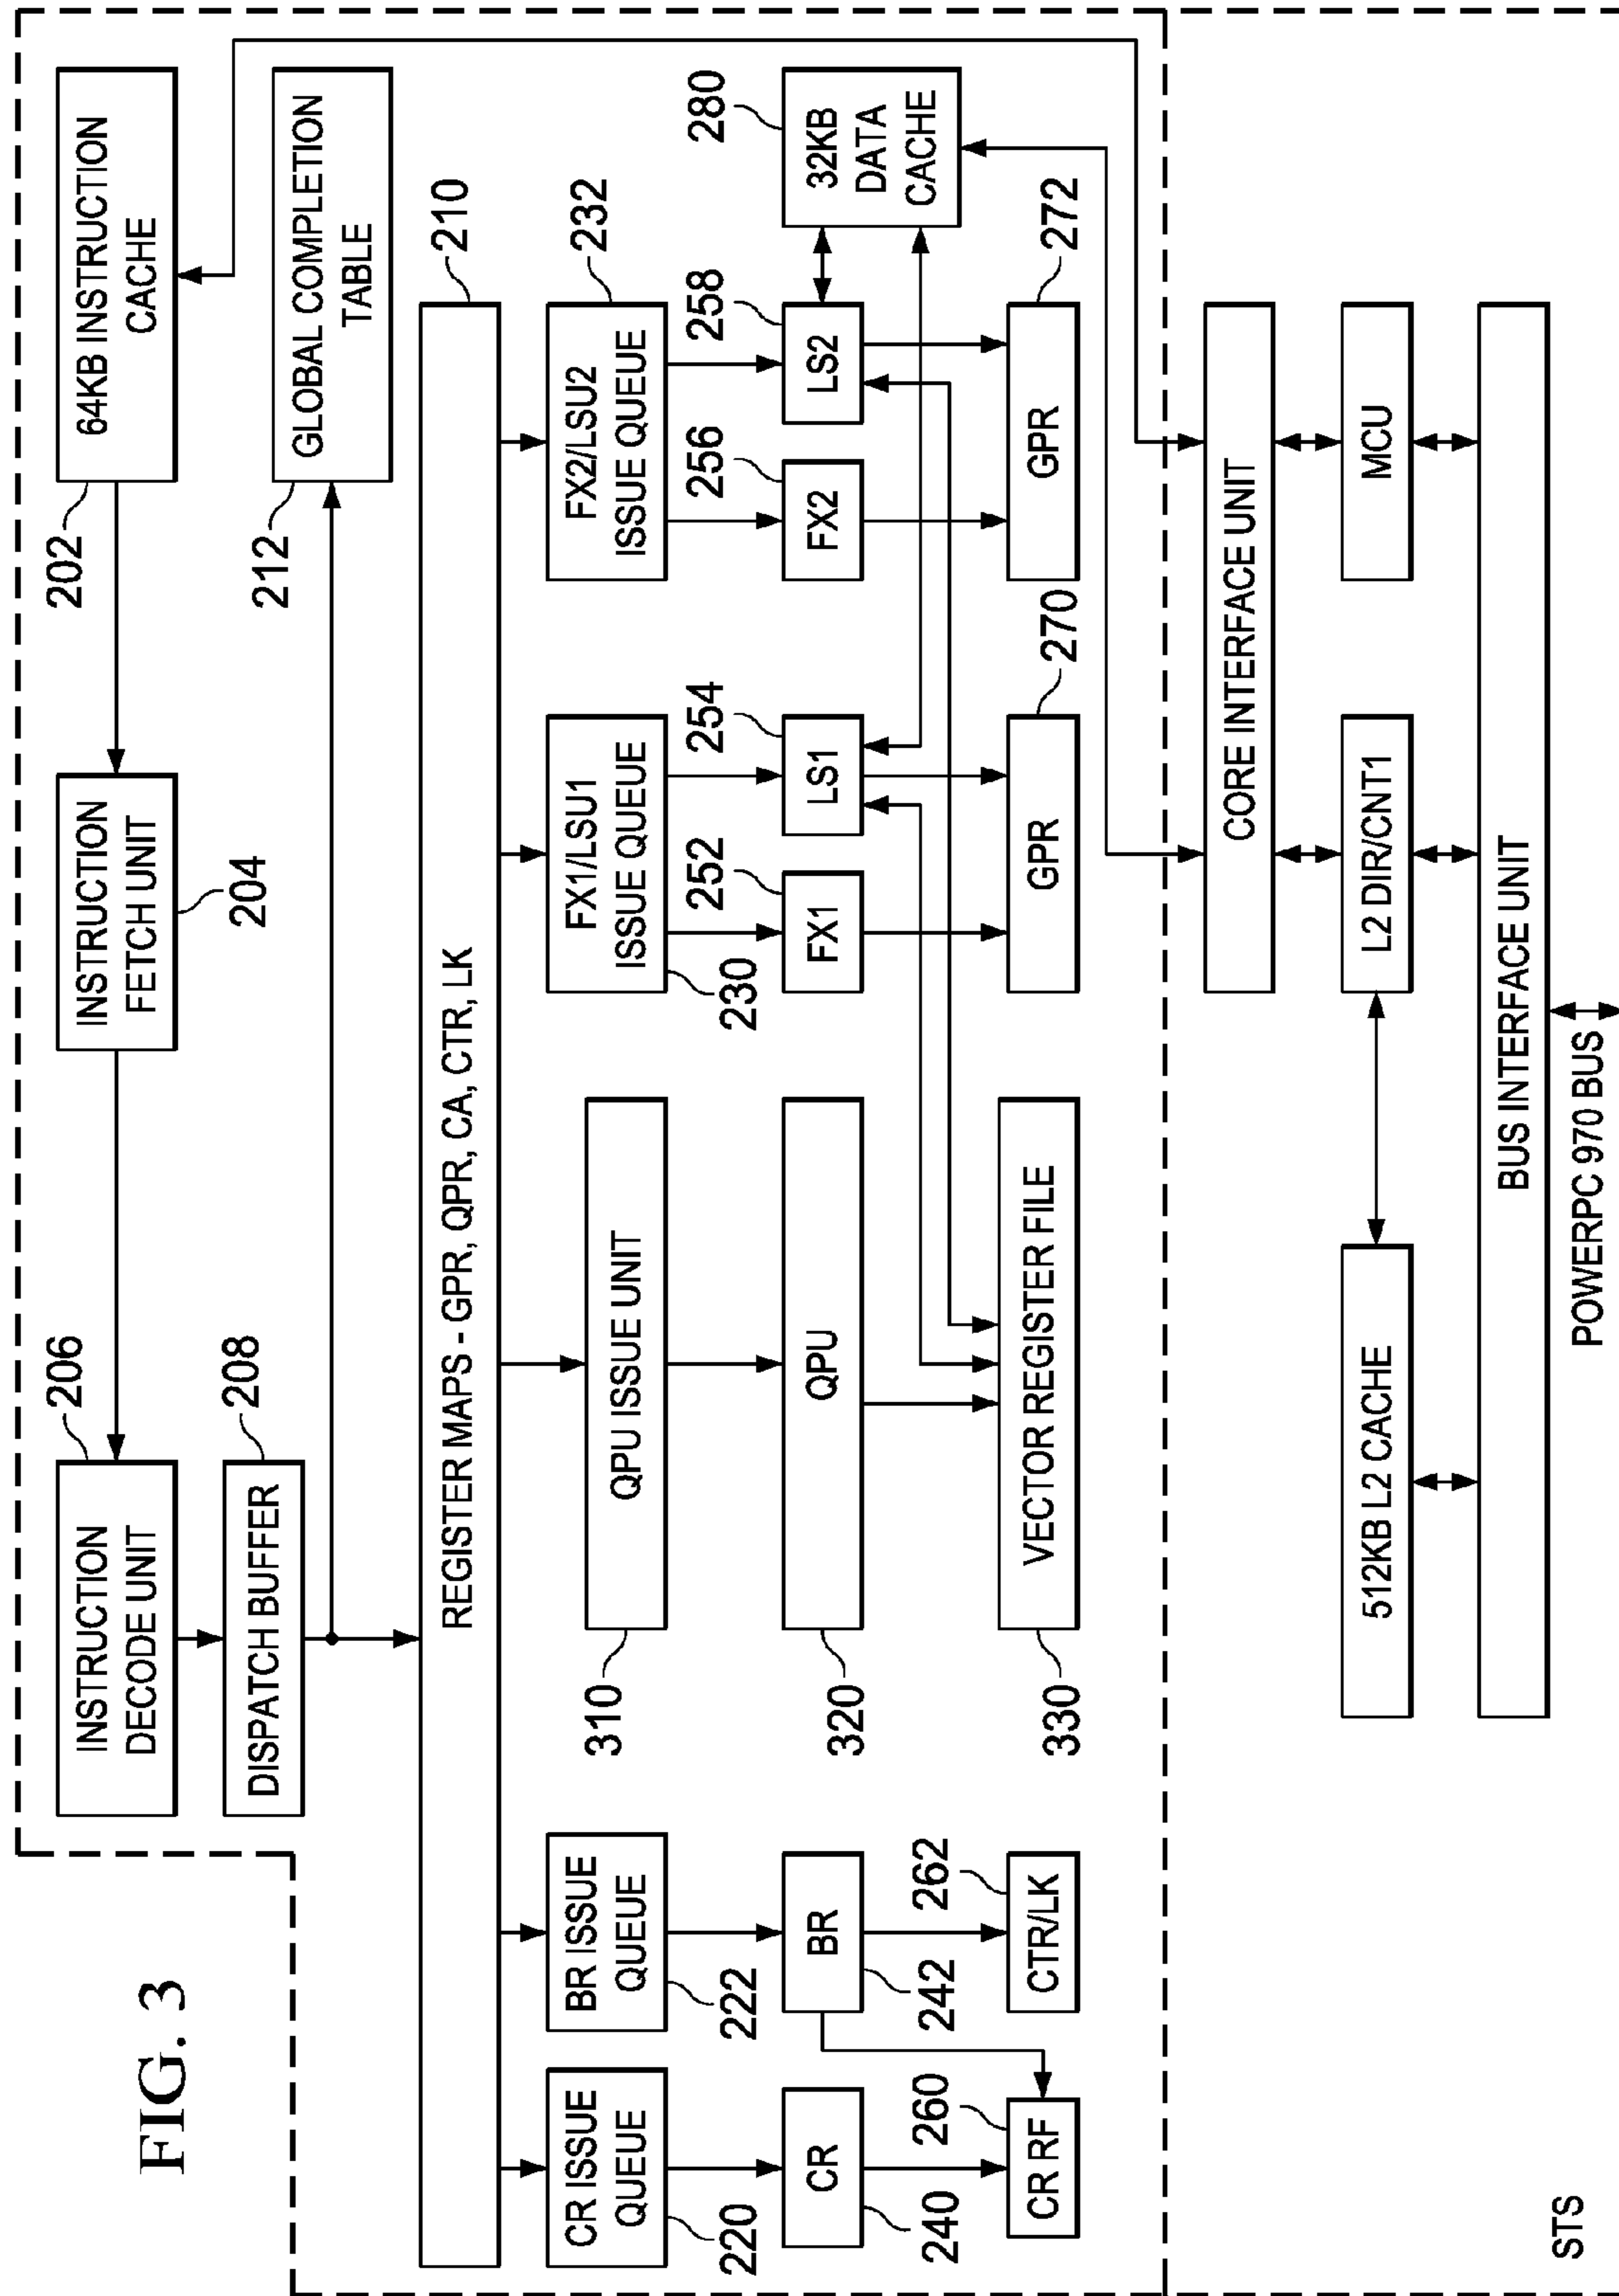 FIG. 3
INSTRUCTION
DECODE UNIT
206
INSTRUCTION
FETCH UNIT
204
64KB INSTRUCTION
CACHE
202
DISPATCH BUFFER
208
GLOBAL COMPLETION
TABLE
212
REGISTER MAPS - GPR, QPR, CA, CTR, LK
210
CR ISSUE
QUEUE
220
BR ISSUE
QUEUE
222
QPU ISSUE UNIT
310
FX1/LSU1
ISSUE QUEUE
230
FX2/LSU2
ISSUE QUEUE
232
CR
240
BR
242
QPU
320
FX1
252
LS1
254
FX2
256
LS2
258
32KB
DATA
CACHE
280
CR RF
260
CTR/LK
262
VECTOR REGISTER FILE
330
GPR
270
GPR
272
CORE INTERFACE UNIT
512KB L2 CACHE
L2 DIR/CNT1
MCU
BUS INTERFACE UNIT
STS
POWERPC 970 BUS